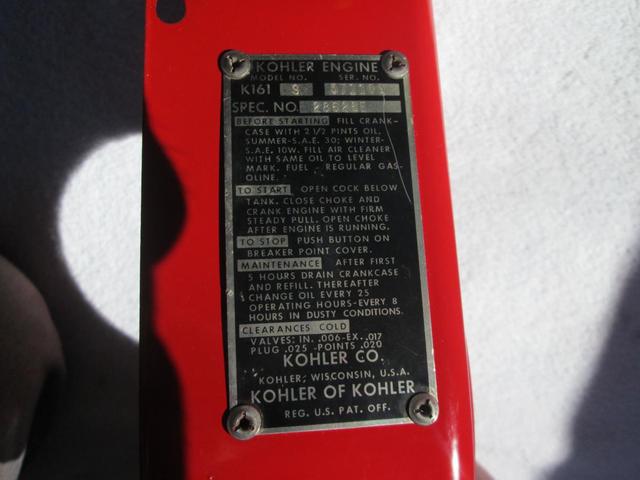 KOHLER ENGINE
MODEL NO. SER. NO.
K161 S
SPEC. NO.
BEFORE STARTING FILL CRANK-
CASE WITH 2 1/2 PINTS OIL.
SUMMER-S.A.E. 30; WINTER-
S.A.E. 10W. FILL AIR CLEANER
WITH SAME OIL TO LEVEL
MARK. FUEL - REGULAR GAS-
OLINE.
TO START OPEN COCK BELOW
TANK. CLOSE CHOKE AND
CRANK ENGINE WITH FIRM
STEADY PULL. OPEN CHOKE
AFTER ENGINE IS RUNNING.
TO STOP PUSH BUTTON ON
BREAKER POINT COVER.
MAINTENANCE AFTER FIRST
5 HOURS DRAIN CRANKCASE
AND REFILL. THEREAFTER
CHANGE OIL EVERY 25
OPERATING HOURS-EVERY 8
HOURS IN DUSTY CONDITIONS.
CLEARANCES COLD
VALVES: IN. .006-EX. .017
PLUG .025 -POINTS .020
KOHLER CO.
KOHLER, WISCONSIN, U.S.A.
KOHLER OF KOHLER
REG. U.S. PAT. OFF.